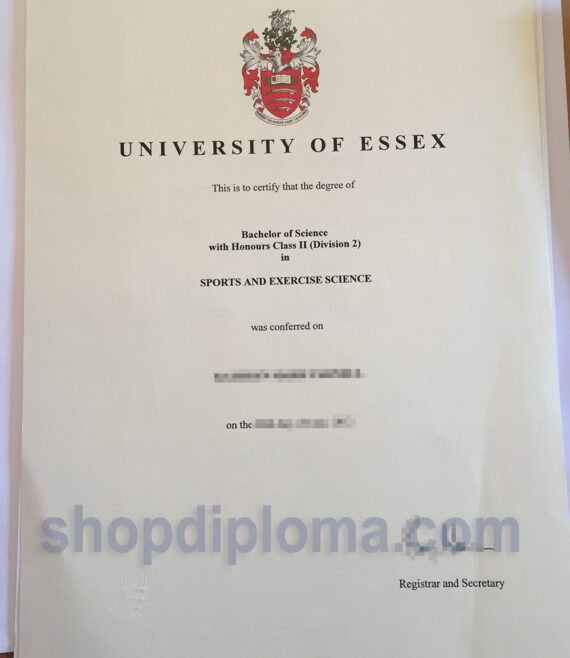 UNIVERSITY OF ESSEX
This is to certify that the degree of
Bachelor of Science
with Honours Class II (Division 2)
in
SPORTS AND EXERCISE SCIENCE
was conferred on
on the
shopdiploma.com
Registrar and Secretary